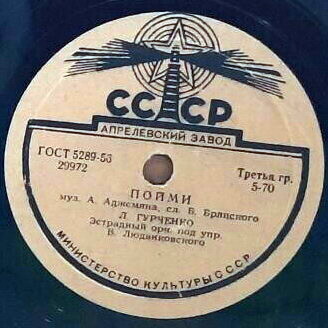 СССР
АПРЕЛЕВСКИЙ ЗАВОД
ГОСТ 5289-56
29972
Третья гр.
5-70
ПОЙМИ
муз. А. Аджемяна, сл. Б. Брянского
Л. ГУРЧЕНКО
Эстрадный орк. под упр.
В. Людвиковского
МИНИСТЕРСТВО КУЛЬТУРЫ СССР